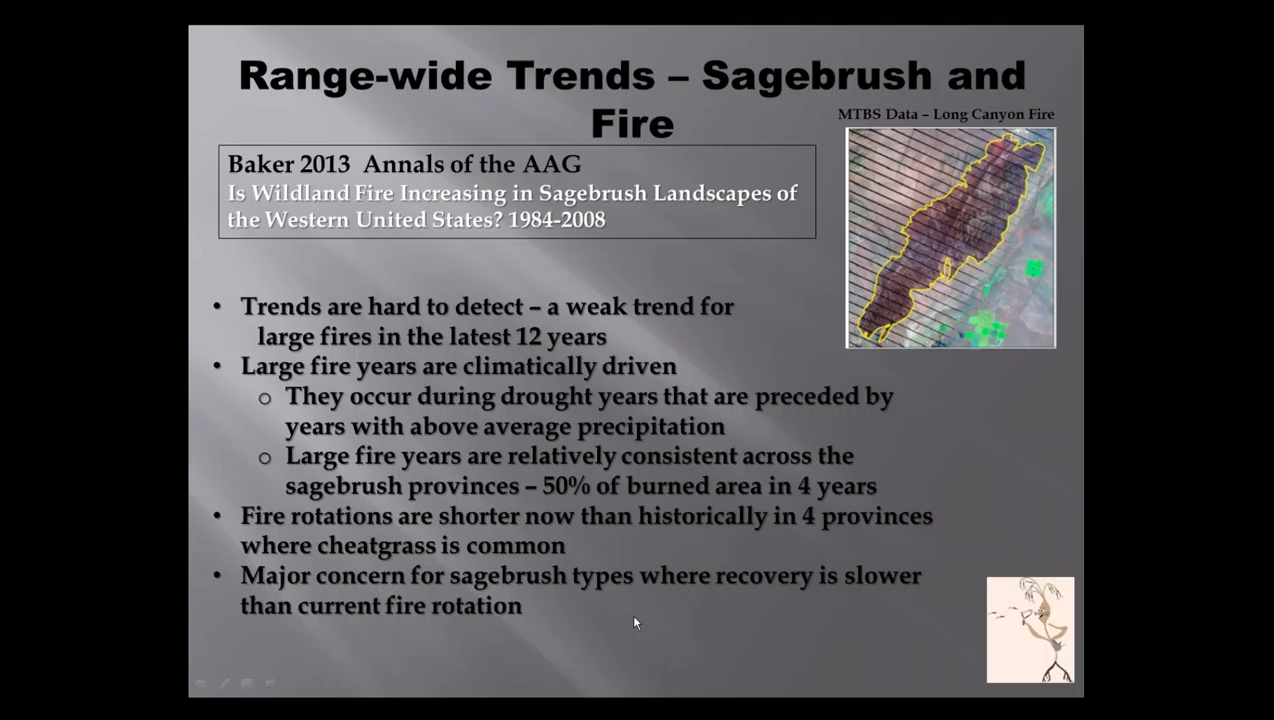 Range-wide Trends – Sagebrush and
Fire
MTBS Data – Long Canyon Fire
Baker 2013 Annals of the AAG
Is Wildland Fire Increasing in Sagebrush Landscapes of
the Western United States? 1984-2008
• Trends are hard to detect – a weak trend for
large fires in the latest 12 years
• Large fire years are climatically driven
o They occur during drought years that are preceded by
years with above average precipitation
o Large fire years are relatively consistent across the
sagebrush provinces – 50% of burned area in 4 years
• Fire rotations are shorter now than historically in 4 provinces
where cheatgrass is common
• Major concern for sagebrush types where recovery is slower
than current fire rotation